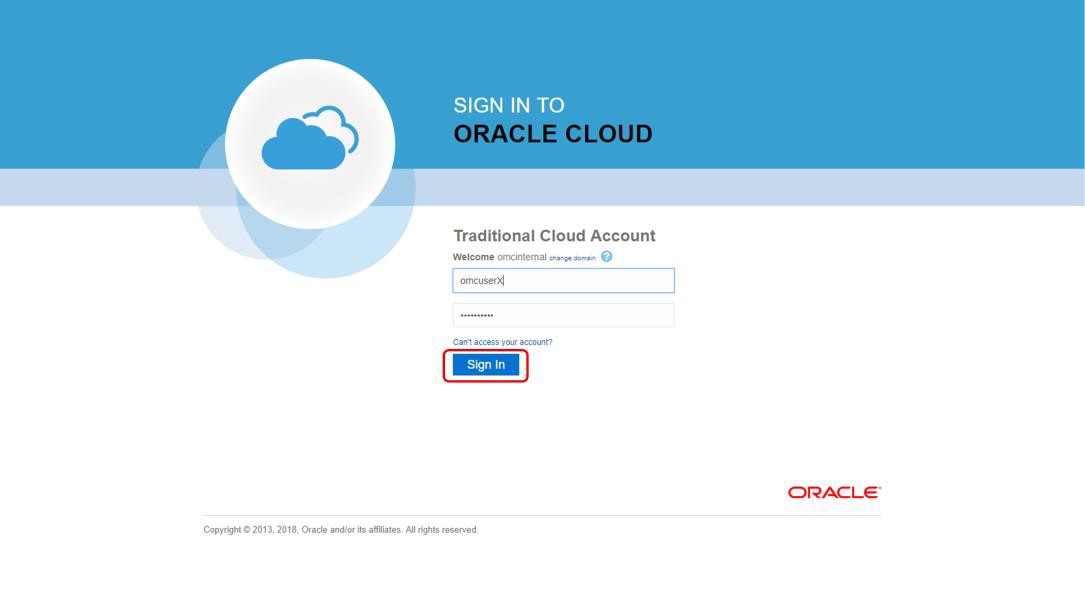 SIGN IN TO
ORACLE CLOUD
Traditional Cloud Account
Welcome omcinternal change domain ?
omcuserX
••••••••••
Can't access your account?
Sign In
ORACLE®
Copyright © 2013, 2018, Oracle and/or its affiliates. All rights reserved.